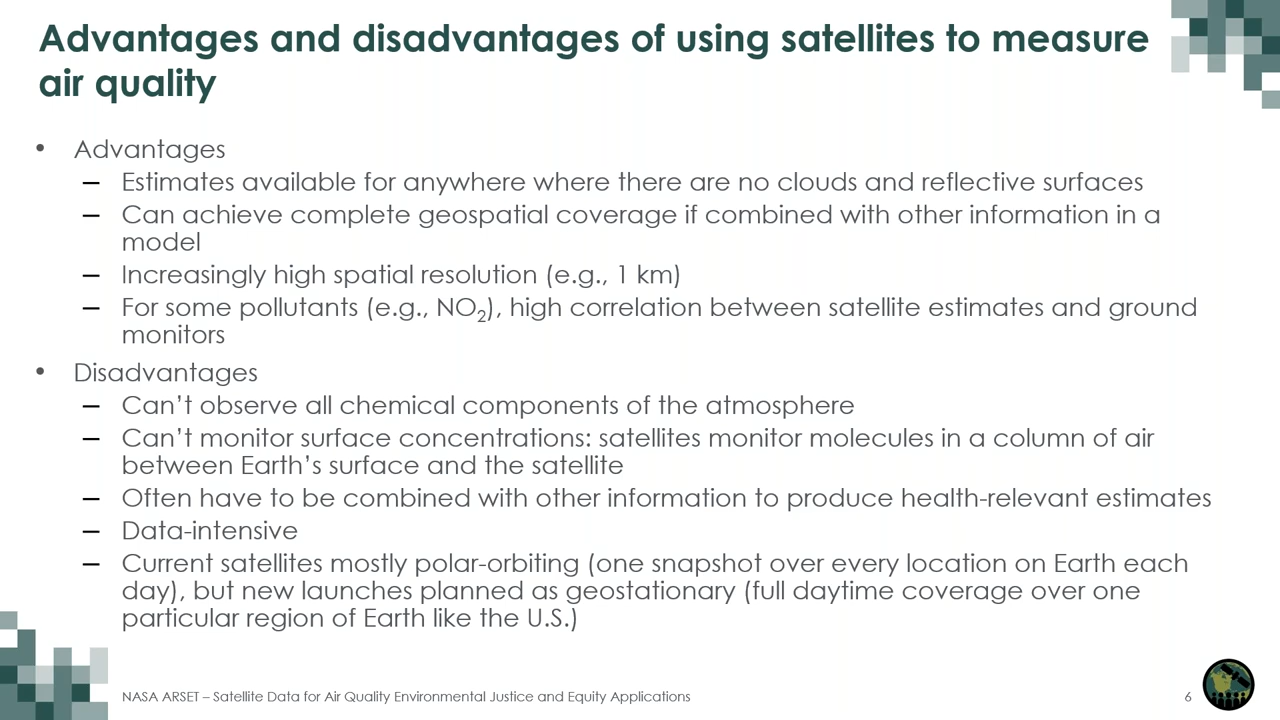 Advantages and disadvantages of using satellites to measure
air quality
• Advantages
– Estimates available for anywhere where there are no clouds and reflective surfaces
– Can achieve complete geospatial coverage if combined with other information in a
model
– Increasingly high spatial resolution (e.g., 1 km)
– For some pollutants (e.g., NO₂), high correlation between satellite estimates and ground
monitors
• Disadvantages
– Can’t observe all chemical components of the atmosphere
– Can’t monitor surface concentrations: satellites monitor molecules in a column of air
between Earth’s surface and the satellite
– Often have to be combined with other information to produce health-relevant estimates
– Data-intensive
– Current satellites mostly polar-orbiting (one snapshot over every location on Earth each
day), but new launches planned as geostationary (full daytime coverage over one
particular region of Earth like the U.S.)
NASA ARSET – Satellite Data for Air Quality Environmental Justice and Equity Applications
6